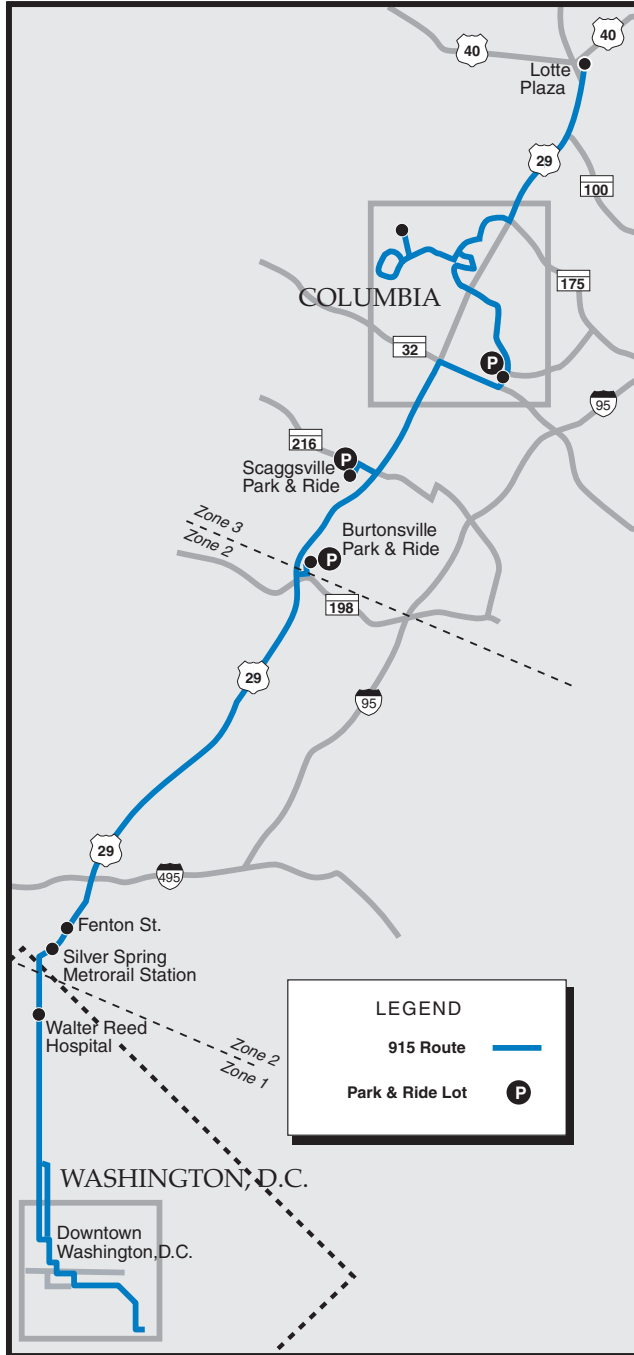 40
40
Lotte
Plaza
29
100
COLUMBIA
175
32
P
95
216
P
Scaggsville
Park & Ride
Zone 3
Zone 2
Burtonsville
Park & Ride
P
198
29
95
29
495
Fenton St.
Silver Spring
Metrorail Station
Walter Reed
Hospital
Zone 2
Zone 1
LEGEND
915 Route
Park & Ride Lot P
WASHINGTON, D.C.
Downtown
Washington,D.C.